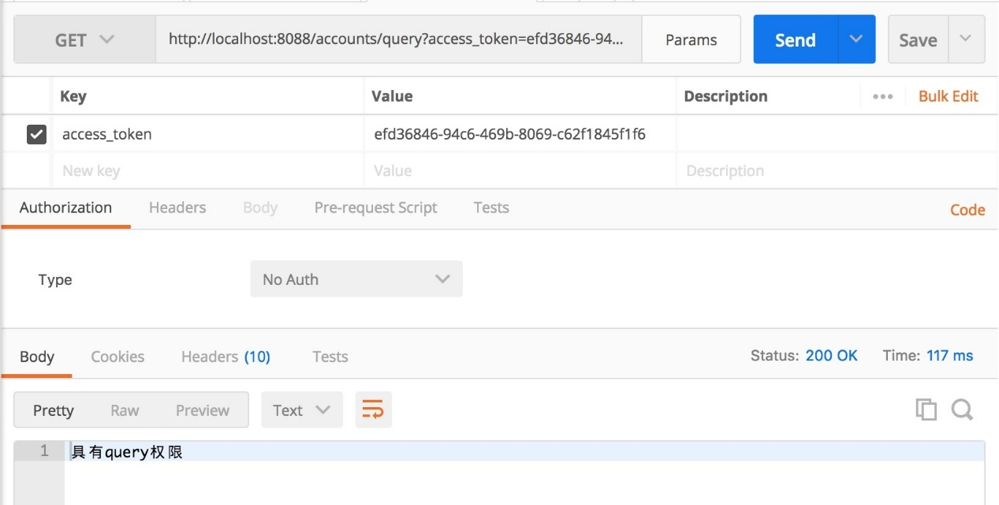 GET http://localhost:8088/accounts/query?access_token=efd36846-94... Params Send Save
Key Value Description ••• Bulk Edit
access_token efd36846-94c6-469b-8069-c62f1845f1f6
New key Value Description
Authorization Headers Body Pre-request Script Tests Code
Type No Auth
Body Cookies Headers (10) Tests Status: 200 OK Time: 117 ms
Pretty Raw Preview Text
1 具有query权限